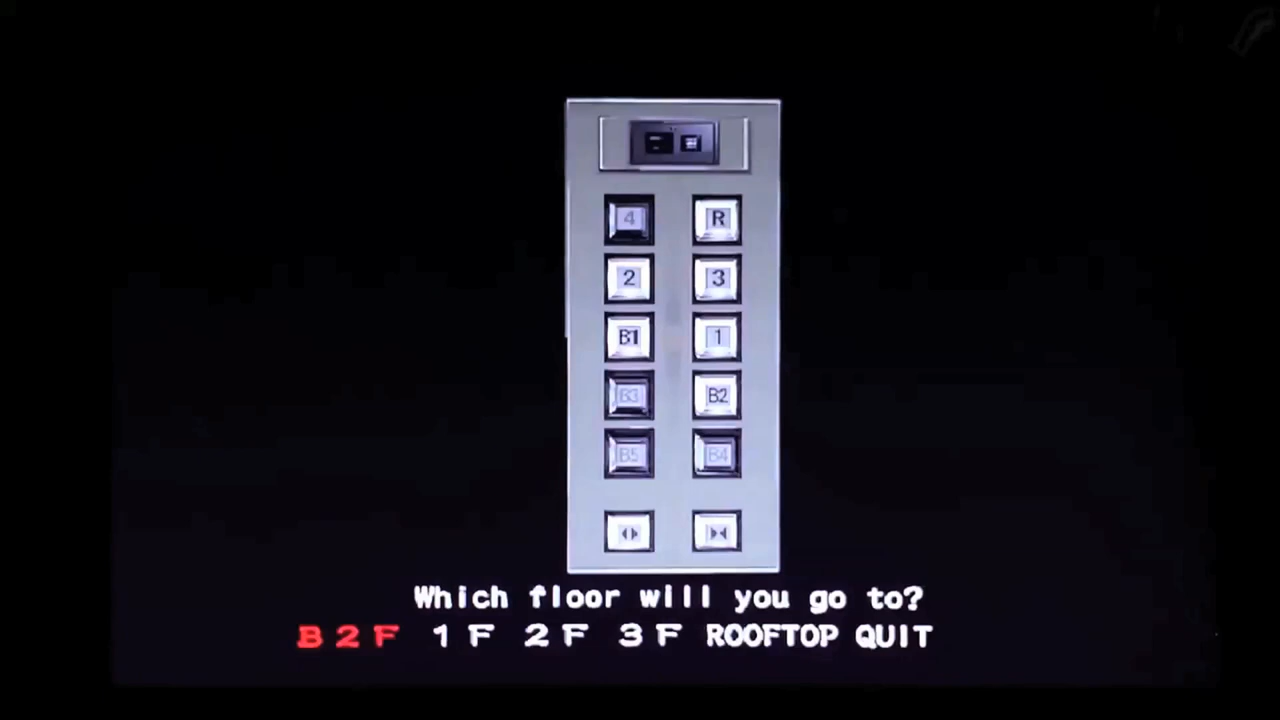 4 R
2 3
B1 1
B3 B2
B5 B4
Which floor will you go to?
B2F 1F 2F 3F ROOFTOP QUIT